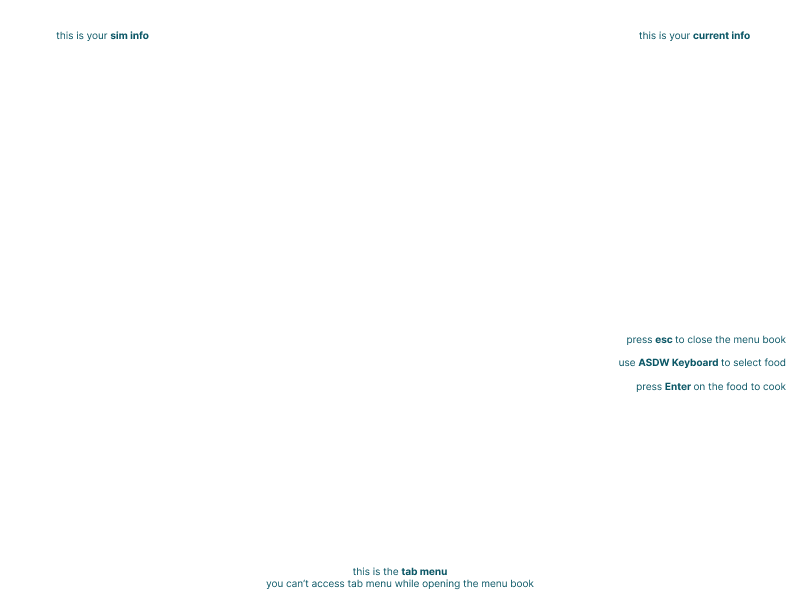 this is your sim info
this is your current info
press esc to close the menu book
use ASDW Keyboard to select food
press Enter on the food to cook
this is the tab menu
you can’t access tab menu while opening the menu book